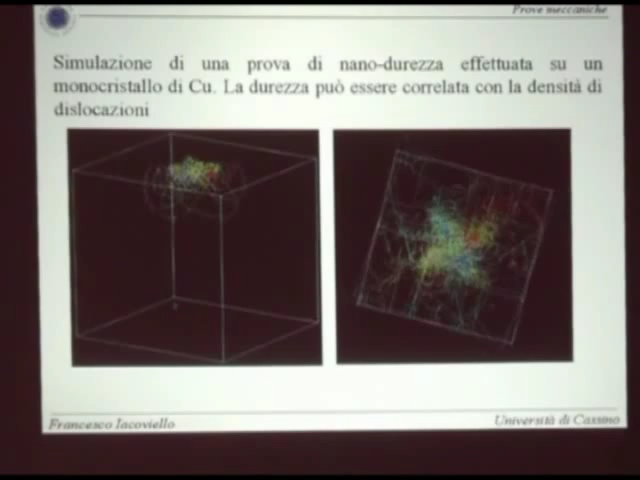 Prove meccaniche
Simulazione di una prova di nano-durezza effettuata su un
monocristallo di Cu. La durezza può essere correlata con la densità di
dislocazioni
Francesco Iacoviello
Università di Cassino